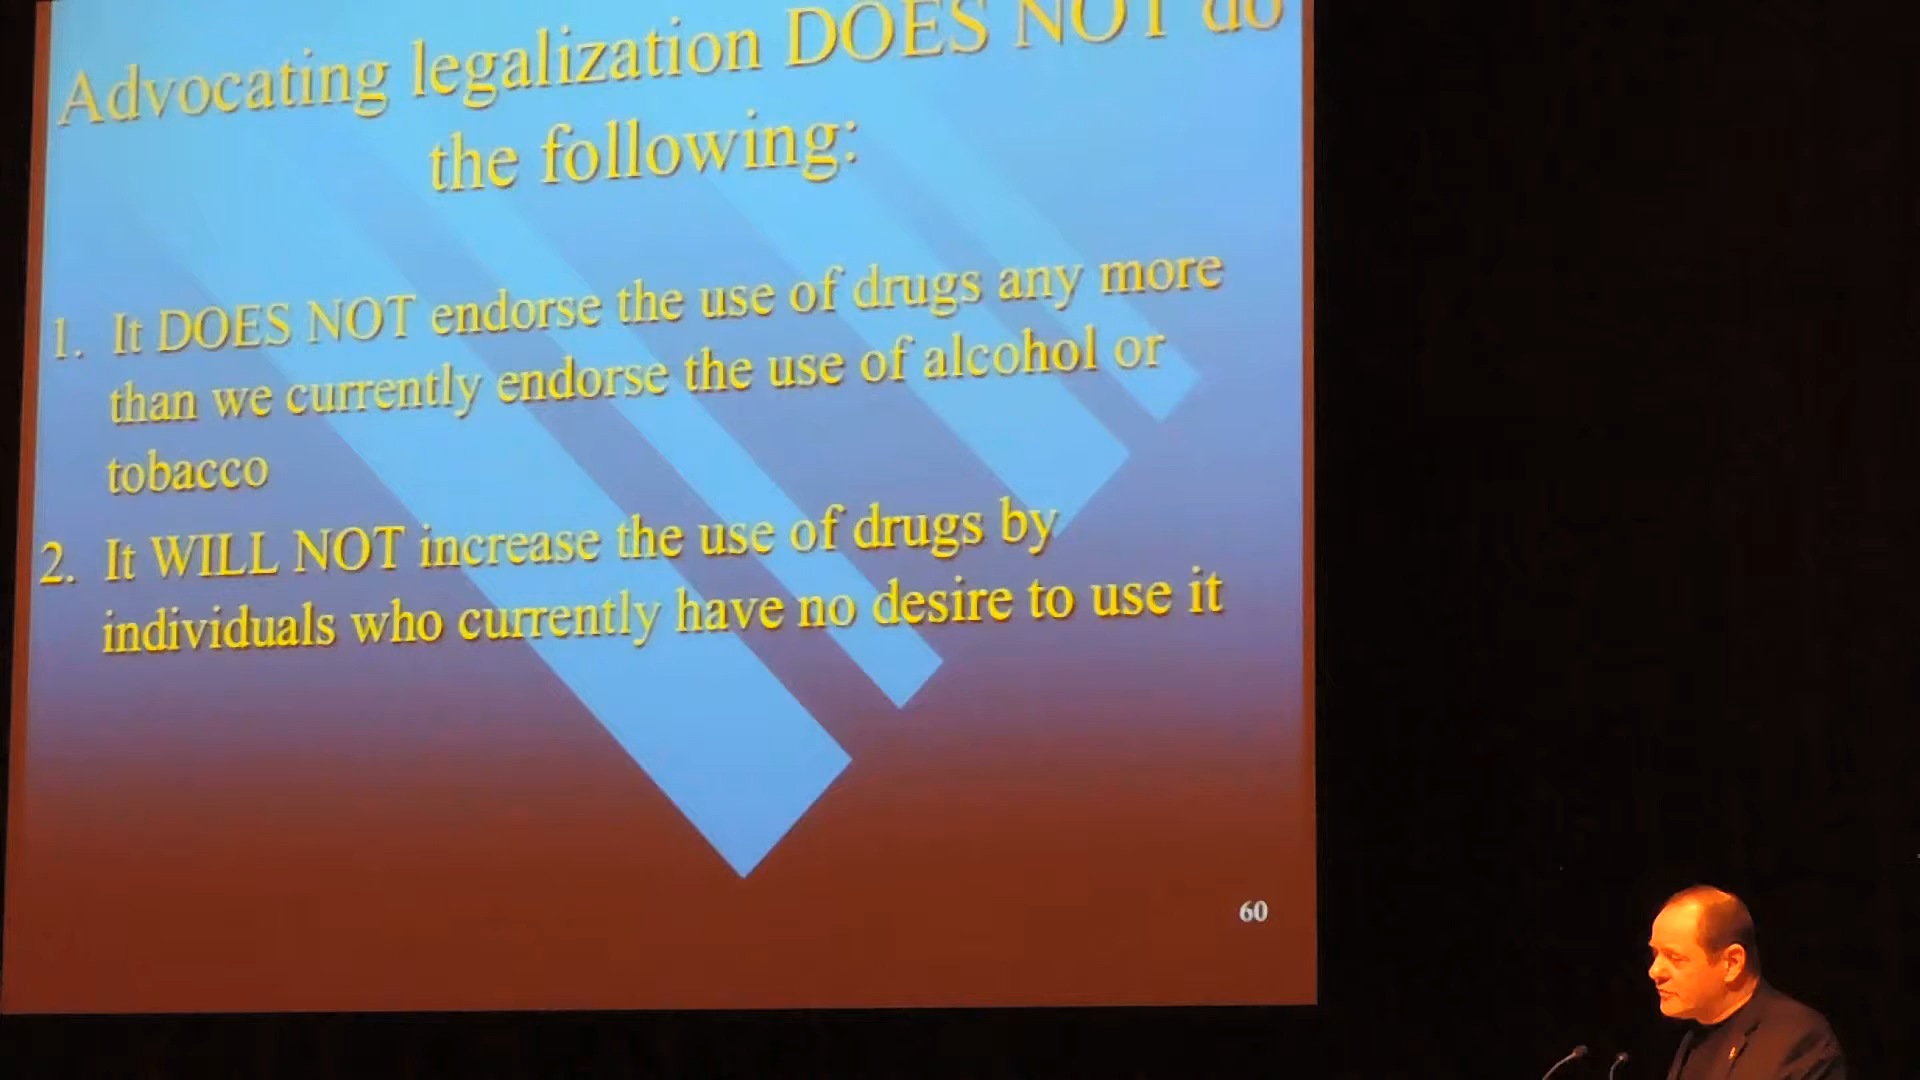 Advocating legalization DOES NOT do
the following:
1. It DOES NOT endorse the use of drugs any more
than we currently endorse the use of alcohol or
tobacco
2. It WILL NOT increase the use of drugs by
individuals who currently have no desire to use it
60